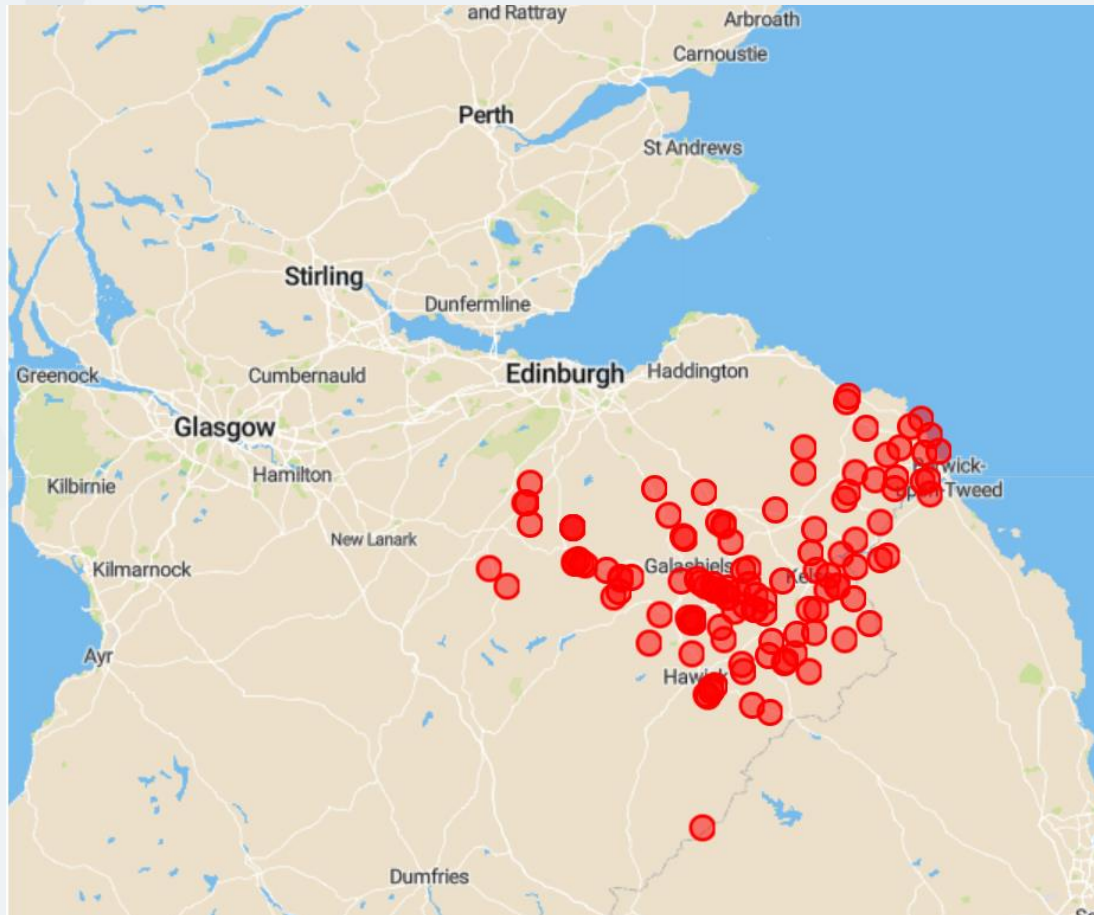 and Rattray
Arbroath
Carnoustie
Perth
St Andrews
Stirling
Dunfermline
Edinburgh
Haddington
Greenock
Cumbernauld
Glasgow
Hamilton
Kilbirnie
New Lanark
Kilmarnock
Galashiels
Ayr
Hawick
Dumfries